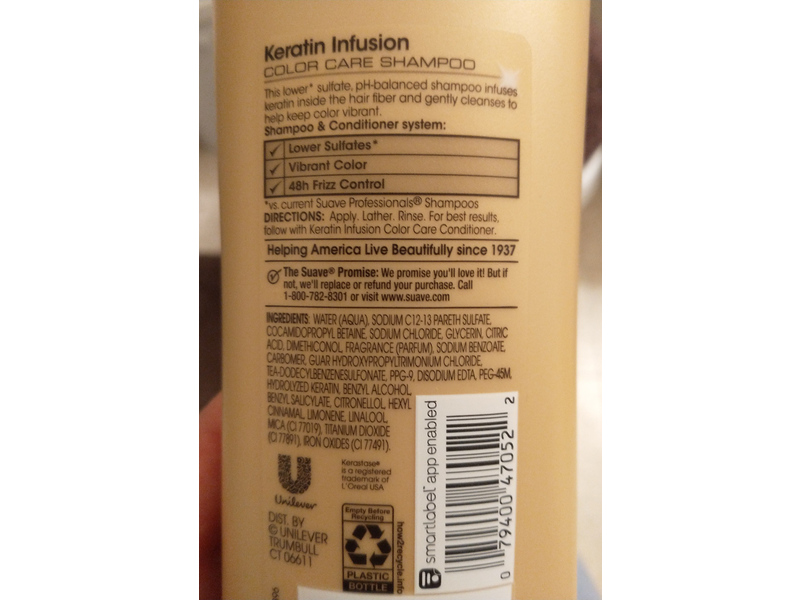 Keratin Infusion
COLOR CARE SHAMPOO
This lower* sulfate, pH-balanced shampoo infuses
keratin inside the hair fiber and gently cleanses to
help keep color vibrant.
Shampoo & Conditioner system:
✓ Lower Sulfates*
✓ Vibrant Color
✓ 48h Frizz Control
*vs. current Suave Professionals® Shampoos
DIRECTIONS: Apply. Lather. Rinse. For best results,
follow with Keratin Infusion Color Care Conditioner.
Helping America Live Beautifully since 1937
The Suave® Promise: We promise you'll love it! But if
not, we'll replace or refund your purchase. Call
1-800-782-8301 or visit www.suave.com
INGREDIENTS: WATER (AQUA), SODIUM C12-13 PARETH SULFATE,
COCAMIDOPROPYL BETAINE, SODIUM CHLORIDE, GLYCERIN, CITRIC
ACID, DIMETHICONOL, FRAGRANCE (PARFUM), SODIUM BENZOATE,
CARBOMER, GUAR HYDROXYPROPYLTRIMONIUM CHLORIDE,
TEA-DODECYLBENZENESULFONATE, PPG-9, DISODIUM EDTA, PEG-45M,
HYDROLYZED KERATIN, BENZYL ALCOHOL,
BENZYL SALICYLATE, CITRONELLOL, HEXYL
CINNAMAL, LIMONENE, LINALOOL,
MICA (CI 77019), TITANIUM DIOXIDE
(CI 77891), IRON OXIDES (CI 77491).
Unilever
DIST. BY
© UNILEVER
TRUMBULL
CT 06611
Kerastase®
is a registered
trademark of
L'Oreal USA
Empty Before
Recycling
PLASTIC
BOTTLE
how2recycle.info
smartlabel™ app enabled
0 79400 47052 2